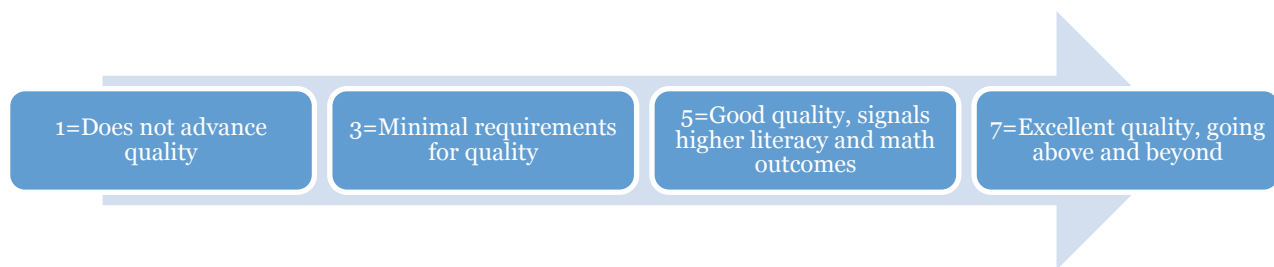 1=Does not advance
quality
3=Minimal requirements
for quality
5=Good quality, signals
higher literacy and math
outcomes
7=Excellent quality, going
above and beyond